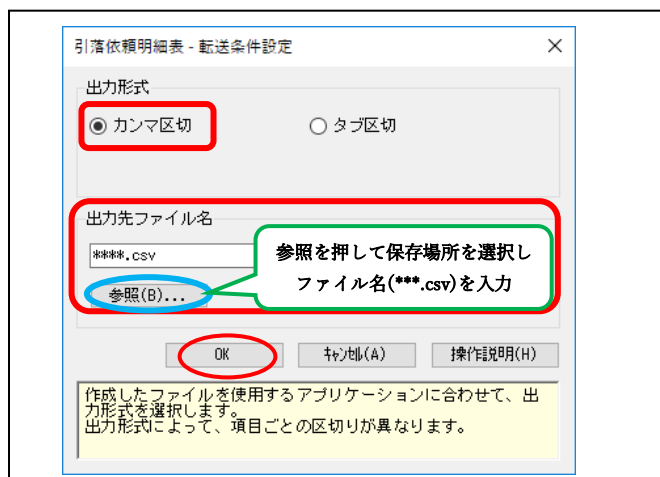 引落依頼明細表 - 転送条件設定
出力形式
カンマ区切
タブ区切
出力先ファイル名
****.csv
参照を押して保存場所を選択し
ファイル名(***.csv)を入力
参照(B)...
OK
ｷｬﾝｾﾙ(A)
操作説明(H)
作成したファイルを使用するアプリケーションに合わせて、出
力形式を選択します。
出力形式によって、項目ごとの区切りが異なります。